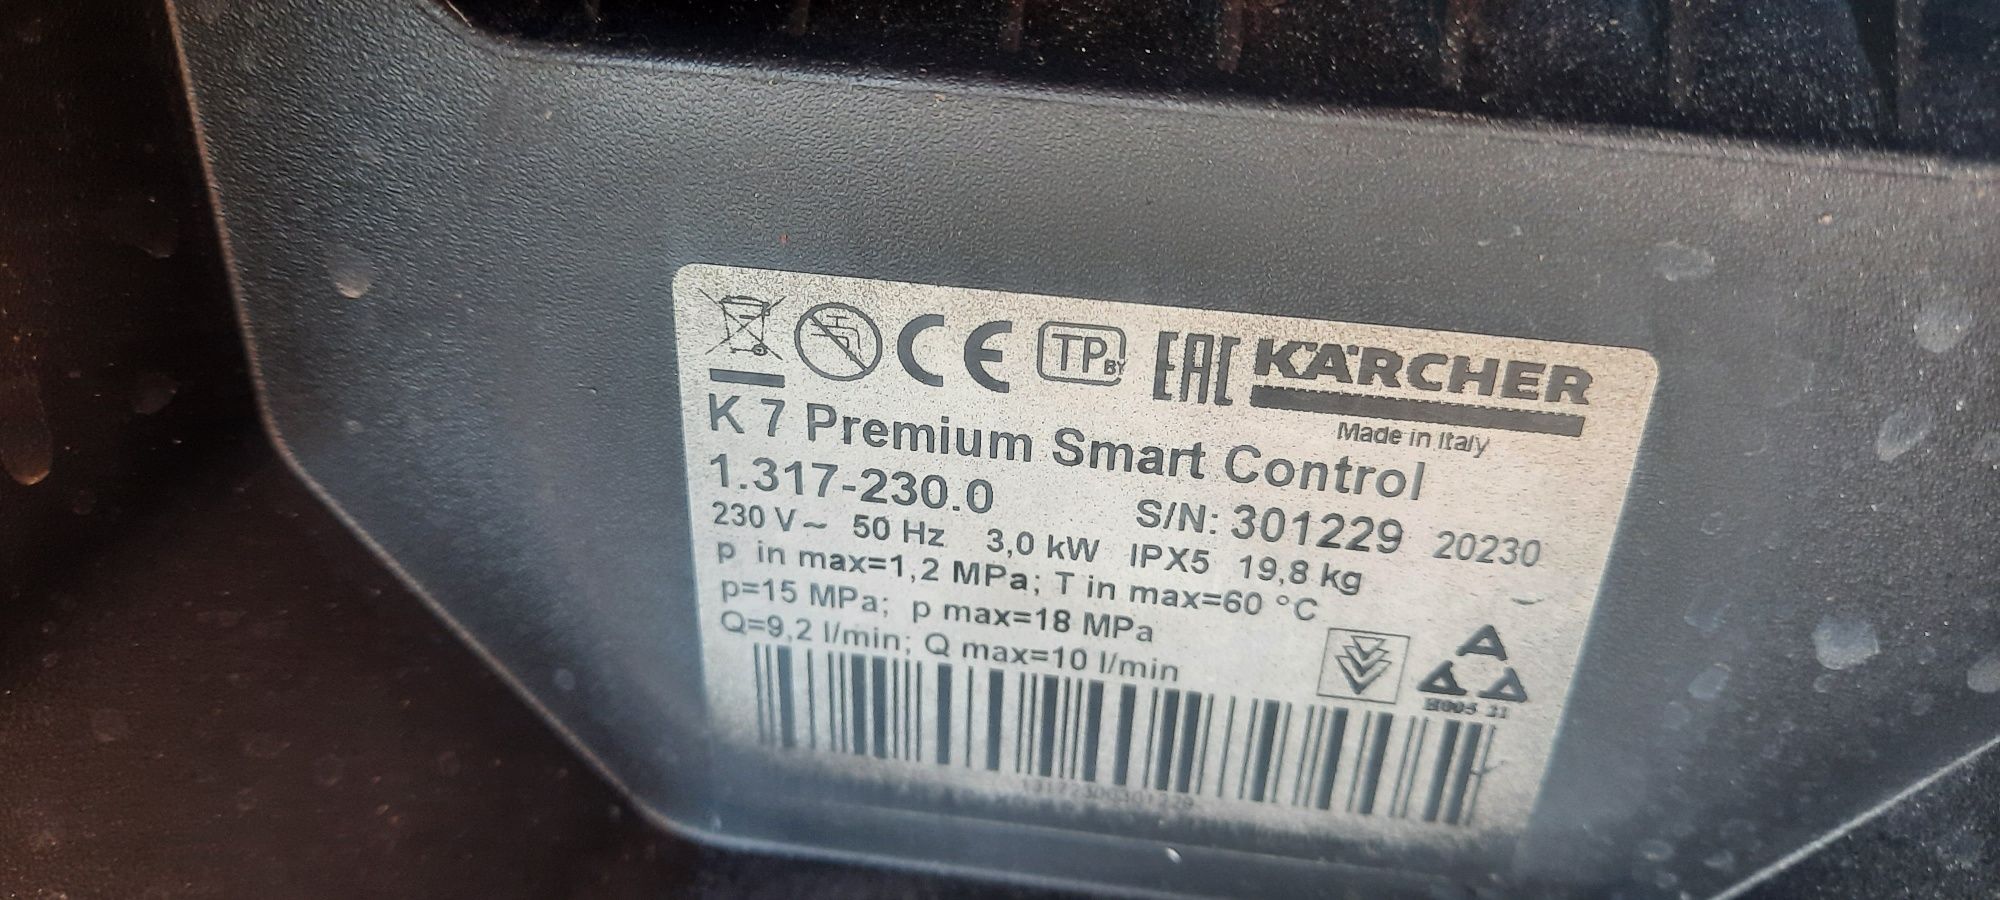 CE TP BY EAC KÄRCHER
Made in Italy
K 7 Premium Smart Control
1.317-230.0 S/N: 301229 20230
230 V~ 50 Hz 3,0 kW IPX5 19,8 kg
p in max=1,2 MPa; T in max=60 °C
p=15 MPa; p max=18 MPa
Q=9,2 l/min; Q max=10 l/min